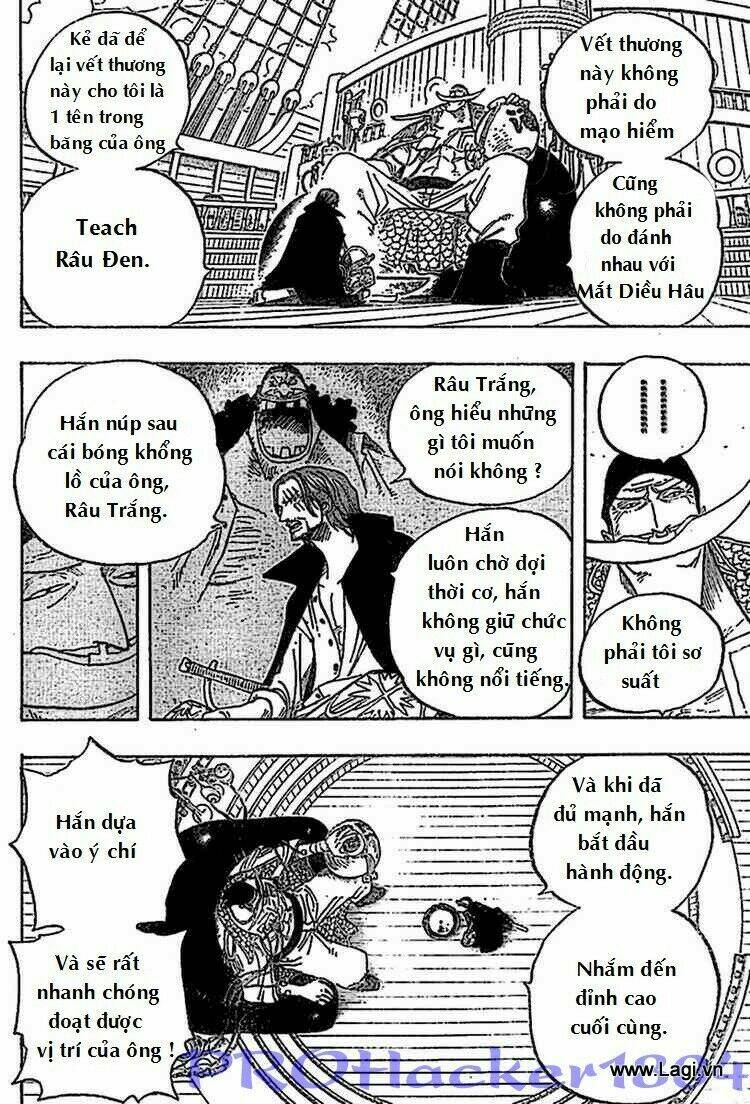 Vết thương
này không
phải do
mạo hiểm
Cũng
không phải
do đánh
nhau với
Mắt Diều Hâu
Kẻ đã để
lại vết thương
này cho tôi là
1 tên trong
băng của ông
Teach
Râu Đen.
!!
Không
phải tôi sơ
suất
Râu Trắng,
ông hiểu những
gì tôi muốn
nói không ?
Hắn
luôn chờ đợi
thời cơ, hắn
không giữ chức
vụ gì, cũng
không nổi tiếng.
Hắn núp sau
cái bóng khổng
lồ của ông,
Râu Trắng.
Và khi đã
đủ mạnh, hắn
bắt đầu
hành động.
Nhắm đến
đỉnh cao
cuối cùng.
Hắn dựa
vào ý chí
Và sẽ rất
nhanh chóng
đoạt được
vị trí của ông !
PROHacker1804
www.Lagi.vn